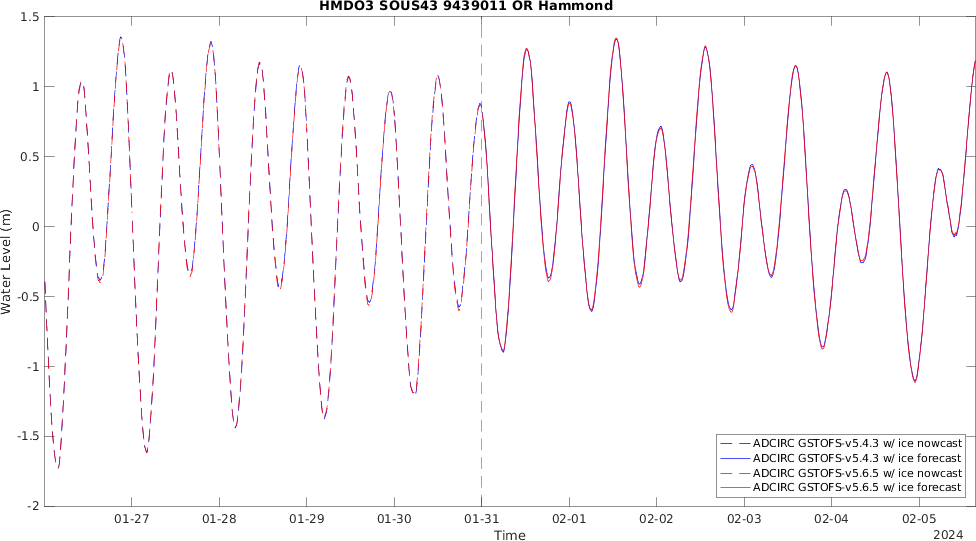 HMDO3 SOUS43 9439011 OR Hammond
1.5
1
0.5
0
-0.5
-1
-1.5
-2
Water Level (m)
01-27 01-28 01-29 01-30 01-31 02-01 02-02 02-03 02-04 02-05
Time
2024
ADCIRC GSTOFS-v5.4.3 w/ ice nowcast
ADCIRC GSTOFS-v5.4.3 w/ ice forecast
ADCIRC GSTOFS-v5.6.5 w/ ice nowcast
ADCIRC GSTOFS-v5.6.5 w/ ice forecast